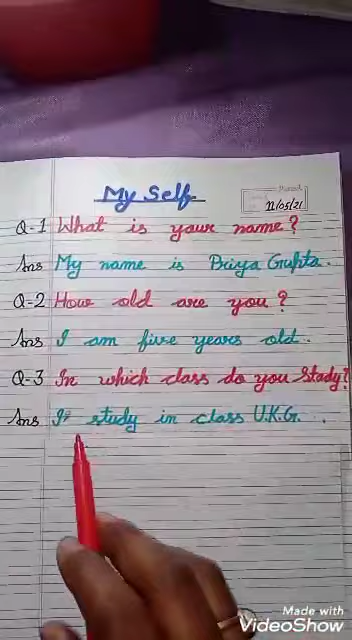 My Self
22/05/21
Q-1 What is your name?
Ans My name is Priya Gupta.
Q-2 How old are you?
Ans I am five years old.
Q-3 In which class do you Study?
Ans I study in class U.K.G.
Made with
VideoShow